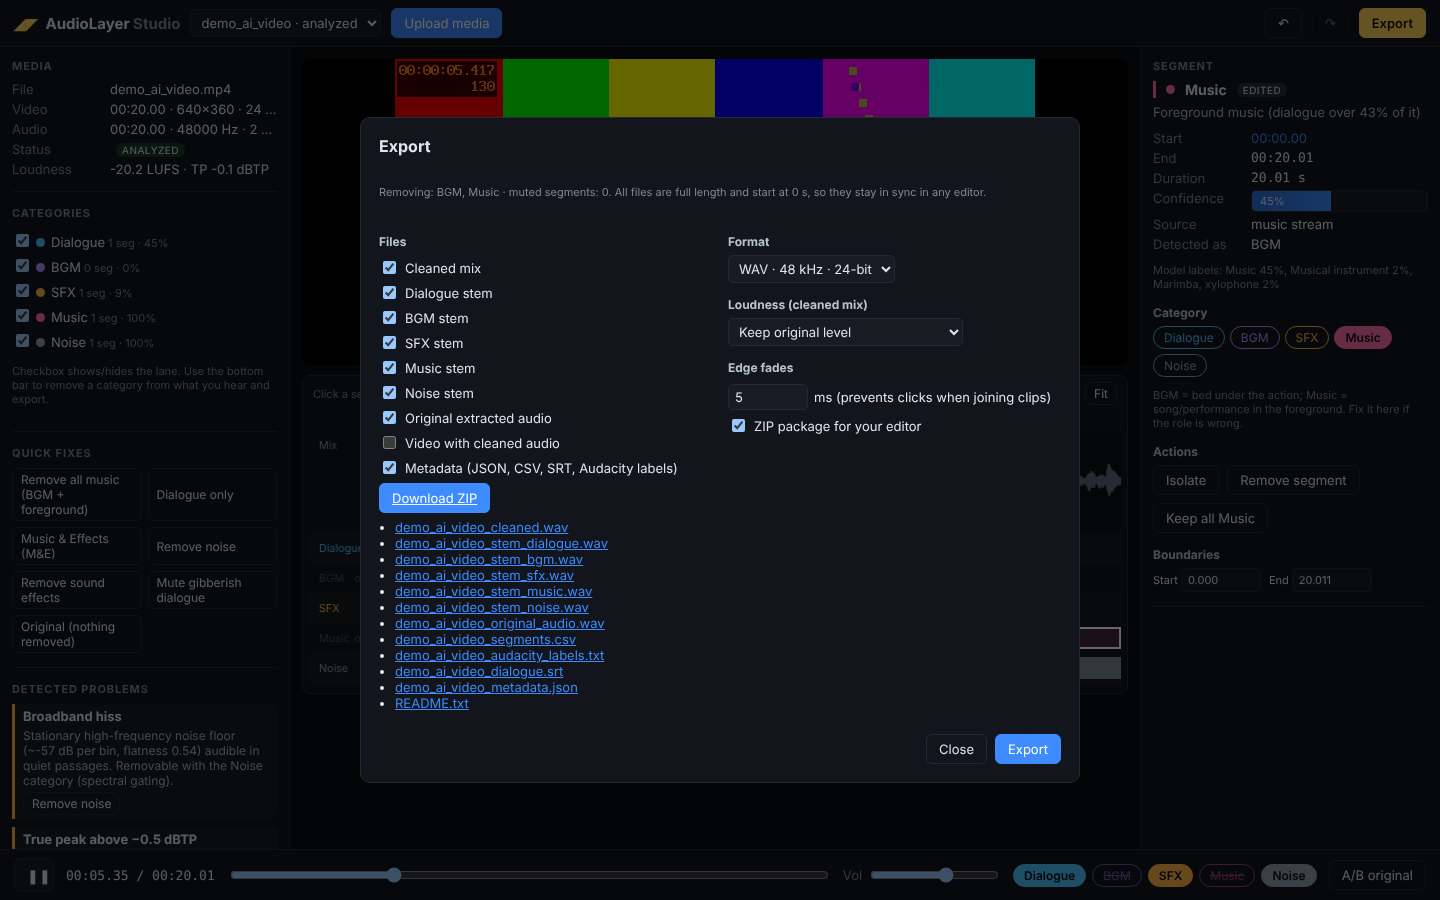 AudioLayer Studio
demo_ai_video · analyzed
Upload media
↶
↷
Export
MEDIA
File demo_ai_video.mp4
Video 00:20.00 · 640×360 · 24 ...
Audio 00:20.00 · 48000 Hz · 2 ...
Status ANALYZED
Loudness -20.2 LUFS · TP -0.1 dBTP
CATEGORIES
Dialogue 1 seg · 45%
BGM 0 seg · 0%
SFX 1 seg · 9%
Music 1 seg · 100%
Noise 1 seg · 100%
Checkbox shows/hides the lane. Use the bottom
bar to remove a category from what you hear and
export.
QUICK FIXES
Remove all music
(BGM +
foreground)
Dialogue only
Music & Effects
(M&E)
Remove noise
Remove sound
effects
Mute gibberish
dialogue
Original (nothing
removed)
DETECTED PROBLEMS
Broadband hiss
Stationary high-frequency noise floor
(~-57 dB per bin, flatness 0.54) audible in
quiet passages. Removable with the Noise
category (spectral gating).
Remove noise
True peak above −0.5 dBTP
00:00:05.417
130
Click a se
Fit
Mix
Dialogue
BGM
SFX
Music
Noise
Export
Removing: BGM, Music · muted segments: 0. All files are full length and start at 0 s, so they stay in sync in any editor.
Files
Cleaned mix
Dialogue stem
BGM stem
SFX stem
Music stem
Noise stem
Original extracted audio
Video with cleaned audio
Metadata (JSON, CSV, SRT, Audacity labels)
Format
WAV · 48 kHz · 24-bit
Loudness (cleaned mix)
Keep original level
Edge fades
5 ms (prevents clicks when joining clips)
ZIP package for your editor
Download ZIP
• demo_ai_video_cleaned.wav
• demo_ai_video_stem_dialogue.wav
• demo_ai_video_stem_bgm.wav
• demo_ai_video_stem_sfx.wav
• demo_ai_video_stem_music.wav
• demo_ai_video_stem_noise.wav
• demo_ai_video_original_audio.wav
• demo_ai_video_segments.csv
• demo_ai_video_audacity_labels.txt
• demo_ai_video_dialogue.srt
• demo_ai_video_metadata.json
• README.txt
Close
Export
SEGMENT
Music EDITED
Foreground music (dialogue over 43% of it)
Start 00:00.00
End 00:20.01
Duration 20.01 s
Confidence 45%
Source music stream
Detected as BGM
Model labels: Music 45%, Musical instrument 2%,
Marimba, xylophone 2%
Category
Dialogue BGM SFX Music
Noise
BGM = bed under the action; Music =
song/performance in the foreground. Fix it here if
the role is wrong.
Actions
Isolate Remove segment
Keep all Music
Boundaries
Start 0.000 End 20.011
00:05.35 / 00:20.01
Vol
Dialogue BGM SFX Music Noise
A/B original